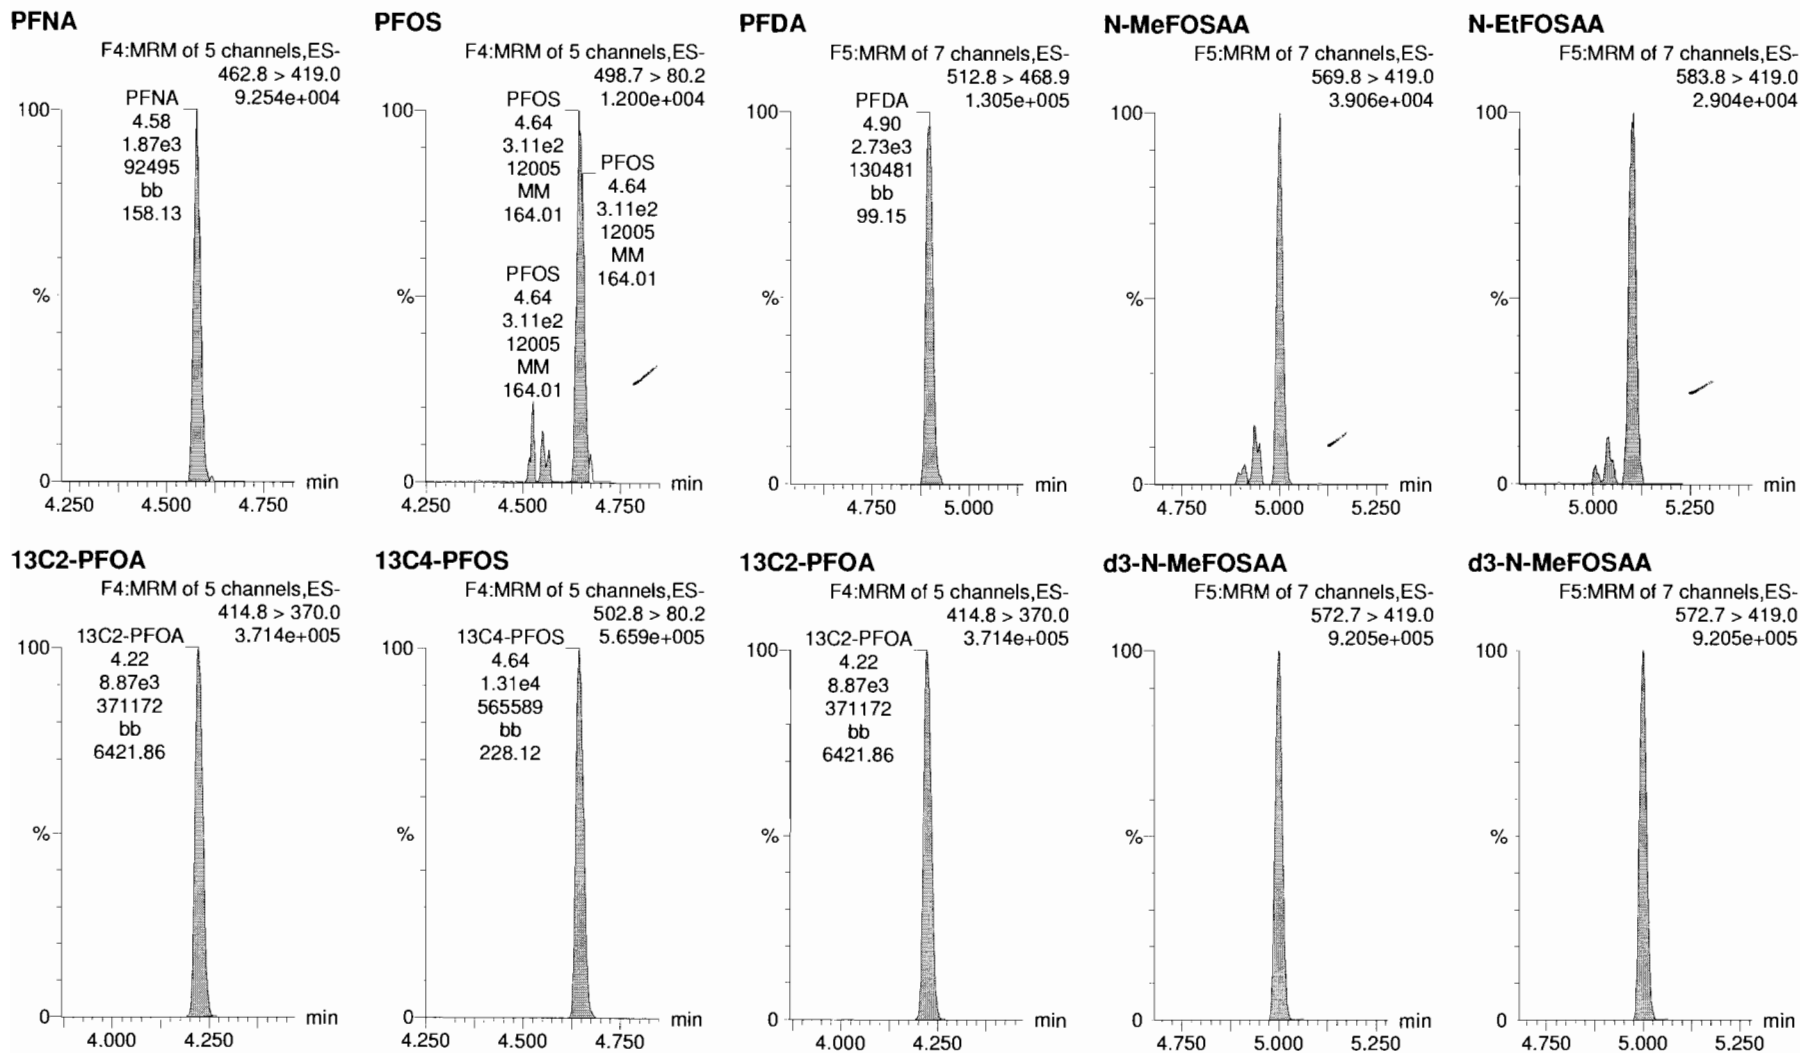 PFNA
F4:MRM of 5 channels,ES-
462.8 > 419.0
9.254e+004
PFNA
4.58
1.87e3
92495
bb
158.13
100
%
0
4.250
4.500
4.750
min
PFOS
F4:MRM of 5 channels,ES-
498.7 > 80.2
1.200e+004
PFOS
4.64
3.11e2
12005
MM
164.01
PFOS
4.64
3.11e2
12005
MM
164.01
PFOS
4.64
3.11e2
12005
MM
164.01
100
%
0
4.250
4.500
4.750
min
PFDA
F5:MRM of 7 channels,ES-
512.8 > 468.9
1.305e+005
PFDA
4.90
2.73e3
130481
bb
99.15
100
%
0
4.750
5.000
min
N-MeFOSAA
F5:MRM of 7 channels,ES-
569.8 > 419.0
3.906e+004
100
%
0
4.750
5.000
5.250
min
N-EtFOSAA
F5:MRM of 7 channels,ES-
583.8 > 419.0
2.904e+004
100
%
0
5.000
5.250
min
13C2-PFOA
F4:MRM of 5 channels,ES-
414.8 > 370.0
3.714e+005
13C2-PFOA
4.22
8.87e3
371172
bb
6421.86
100
%
0
4.000
4.250
min
13C4-PFOS
F4:MRM of 5 channels,ES-
502.8 > 80.2
5.659e+005
13C4-PFOS
4.64
1.31e4
565589
bb
228.12
100
%
0
4.250
4.500
4.750
min
13C2-PFOA
F4:MRM of 5 channels,ES-
414.8 > 370.0
3.714e+005
13C2-PFOA
4.22
8.87e3
371172
bb
6421.86
100
%
0
4.000
4.250
min
d3-N-MeFOSAA
F5:MRM of 7 channels,ES-
572.7 > 419.0
9.205e+005
100
%
0
4.750
5.000
5.250
min
d3-N-MeFOSAA
F5:MRM of 7 channels,ES-
572.7 > 419.0
9.205e+005
100
%
0
4.750
5.000
5.250
min